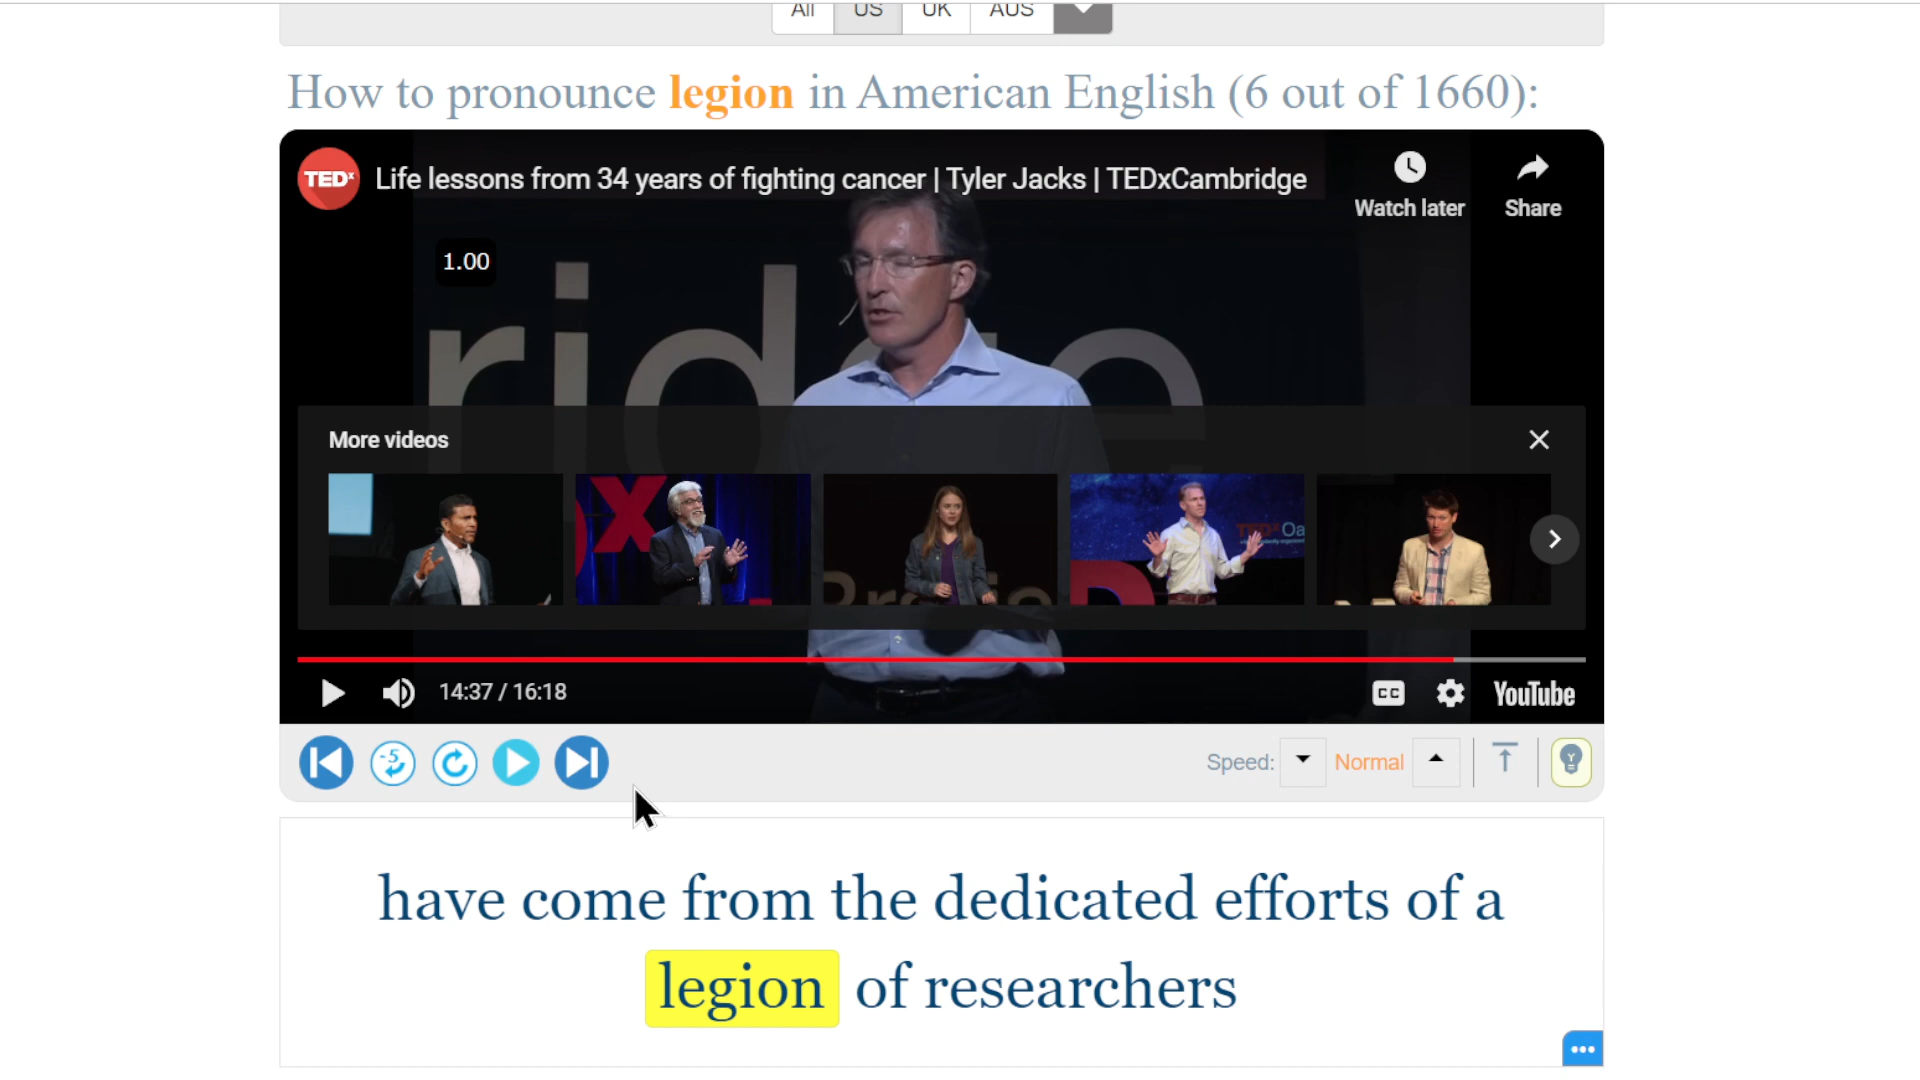 All US UK AUS
How to pronounce legion in American English (6 out of 1660):
TEDx Life lessons from 34 years of fighting cancer | Tyler Jacks | TEDxCambridge
Watch later Share
1.00
More videos
14:37 / 16:18
CC YouTube
-5
Speed: Normal
have come from the dedicated efforts of a
legion of researchers